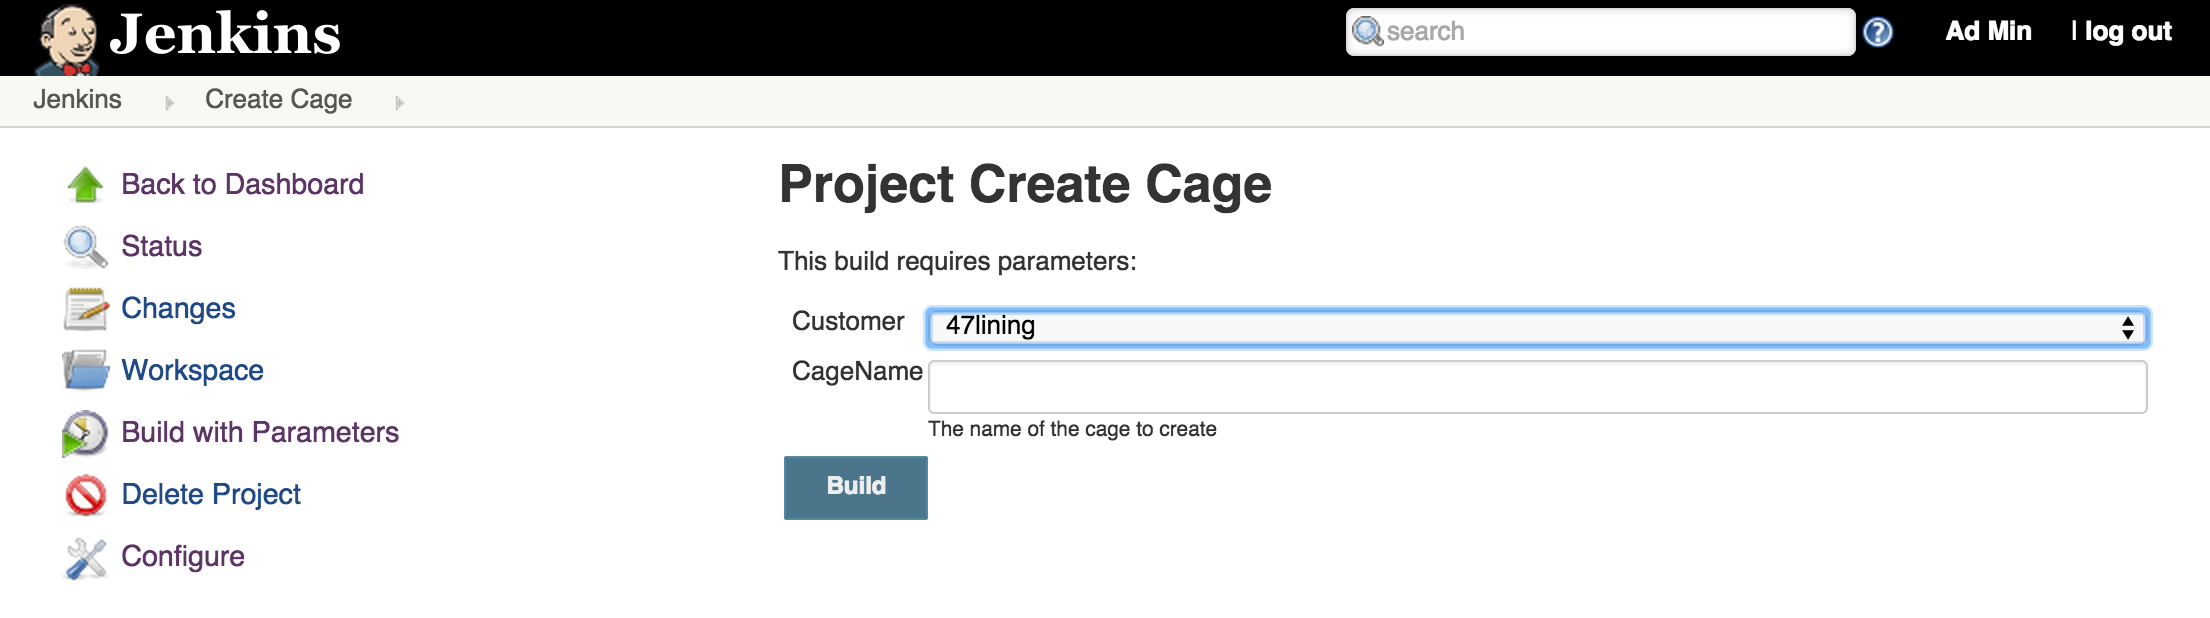 Jenkins
search
? Ad Min | log out
Jenkins
Create Cage
Back to Dashboard
Status
Changes
Workspace
Build with Parameters
Delete Project
Configure
Project Create Cage
This build requires parameters:
Customer 47lining
CageName
The name of the cage to create
Build